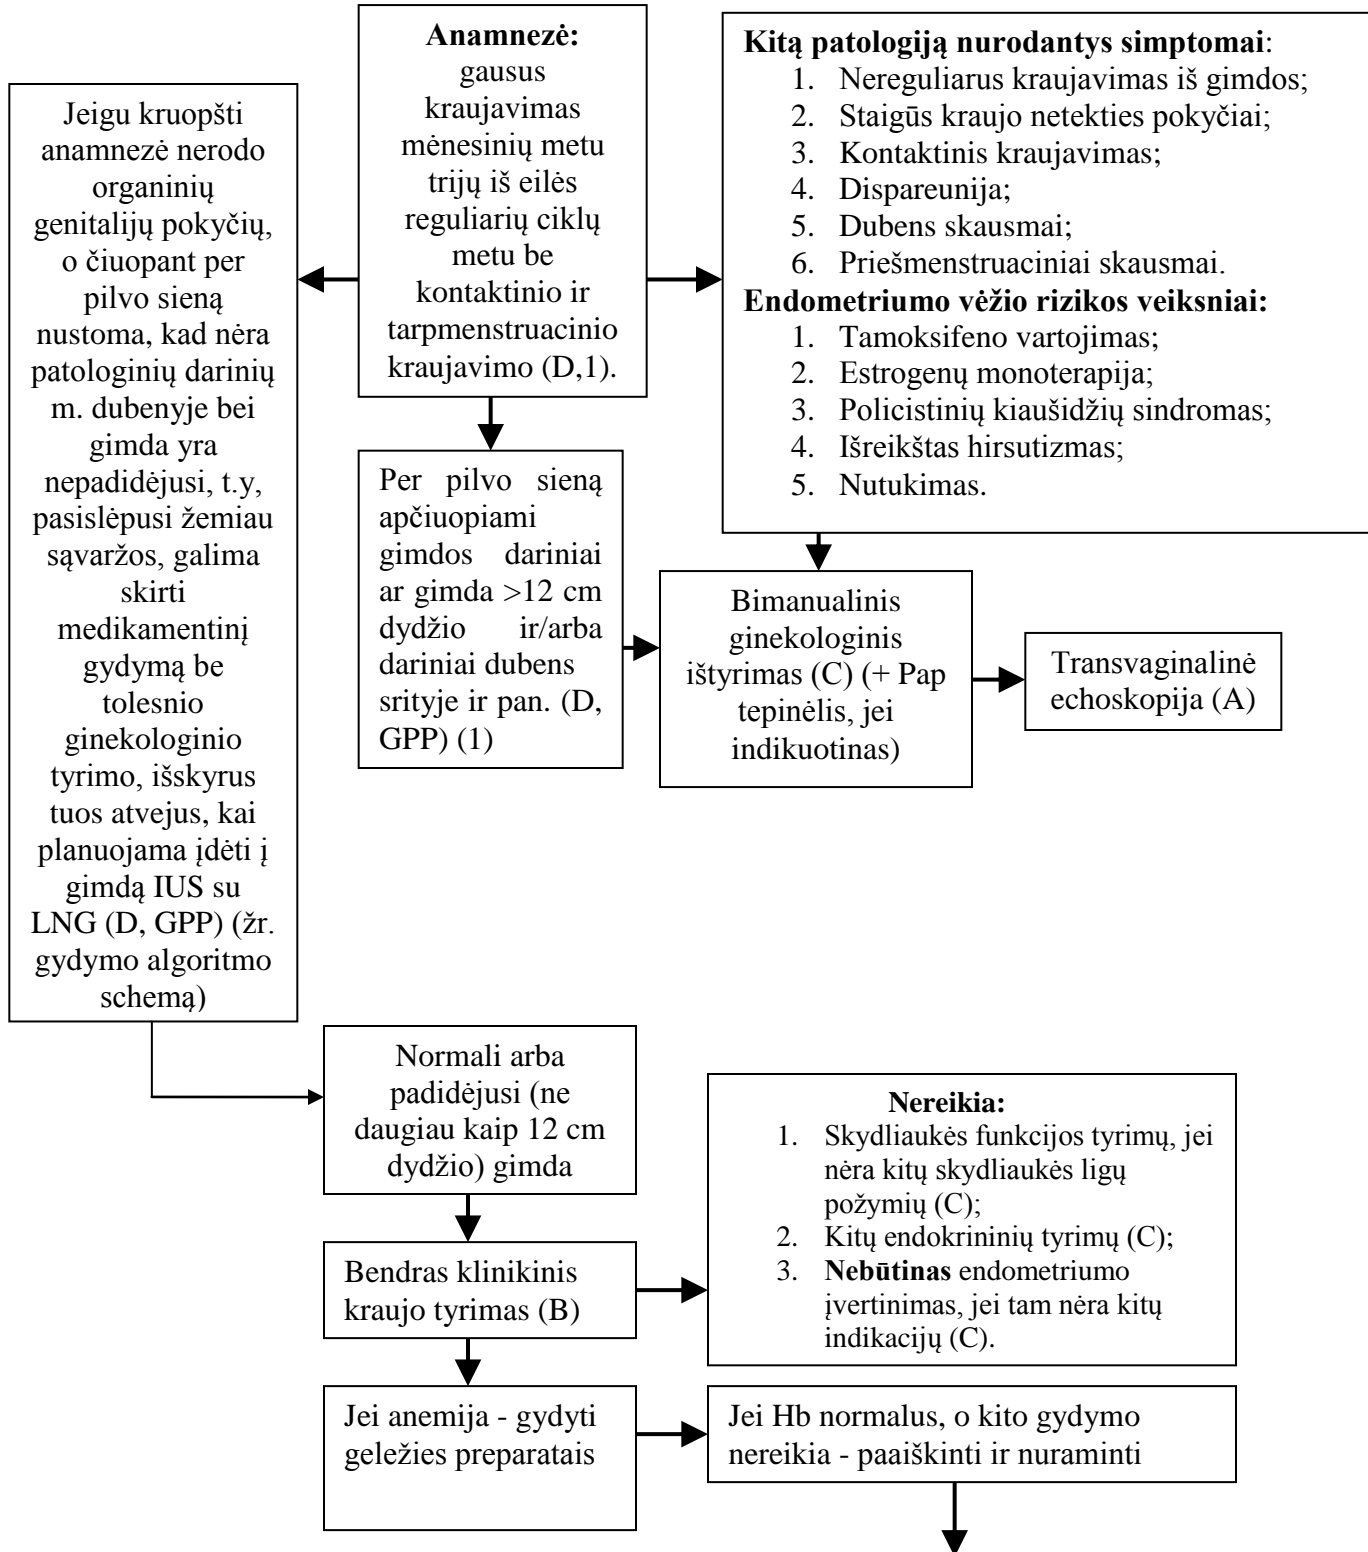 Anamnezė:
gausus
kraujavimas
mėnesinių metu
trijų iš eilės
reguliarių ciklų
metu be
kontaktinio ir
tarpmenstruacinio
kraujavimo (D,1).
Kitą patologiją nurodantys simptomai:
1. Nereguliarus kraujavimas iš gimdos;
2. Staigūs kraujo netekties pokyčiai;
3. Kontaktinis kraujavimas;
4. Dispareunija;
5. Dubens skausmai;
6. Priešmenstruaciniai skausmai.
Endometriumo vėžio rizikos veiksniai:
1. Tamoksifeno vartojimas;
2. Estrogenų monoterapija;
3. Policistinių kiaušidžių sindromas;
4. Išreikštas hirsutizmas;
5. Nutukimas.
Jeigu kruopšti
anamnezė nerodo
organinių
genitalijų pokyčių,
o čiuopant per
pilvo sieną
nustoma, kad nėra
patologinių darinių
m. dubenyje bei
gimda yra
nepadidėjusi, t.y,
pasislėpusi žemiau
sąvaržos, galima
skirti
medikamentinį
gydymą be
tolesnio
ginekologinio
tyrimo, išskyrus
tuos atvejus, kai
planuojama įdėti į
gimdą IUS su
LNG (D, GPP) (žr.
gydymo algoritmo
schemą)
Per pilvo sieną
apčiuopiami
gimdos dariniai
ar gimda >12 cm
dydžio ir/arba
dariniai dubens
srityje ir pan. (D,
GPP) (1)
Bimanualinis
ginekologinis
ištyrimas (C) (+ Pap
tepinėlis, jei
indikuotinas)
Transvaginalinė
echoskopija (A)
Normali arba
padidėjusi (ne
daugiau kaip 12 cm
dydžio) gimda
Nereikia:
1. Skydliaukės funkcijos tyrimų, jei
nėra kitų skydliaukės ligų
požymių (C);
2. Kitų endokrininių tyrimų (C);
3. Nebūtinas endometriumo
įvertinimas, jei tam nėra kitų
indikacijų (C).
Bendras klinikinis
kraujo tyrimas (B)
Jei anemija - gydyti
geležies preparatais
Jei Hb normalus, o kito gydymo
nereikia - paaiškinti ir nuraminti